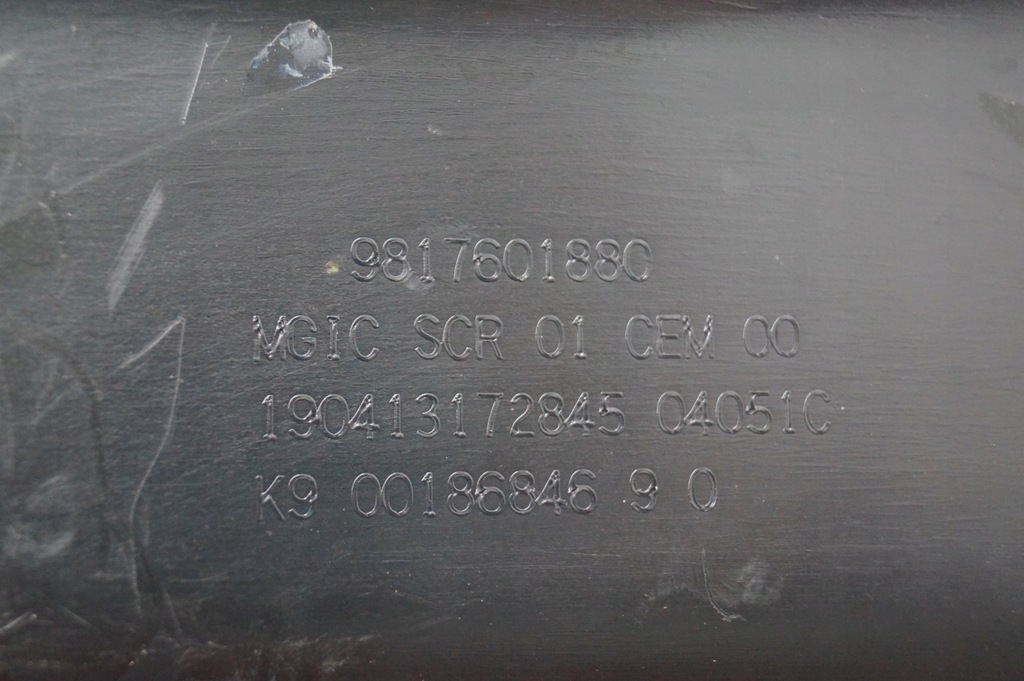 9817601880
MGIC SCR 01 CEM 00
190413172845 04051C
K9 00186846 9 0